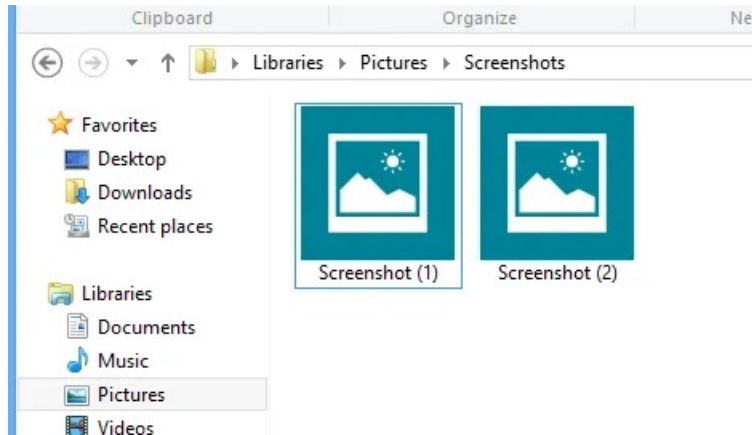 Clipboard Organize Ne
Libraries Pictures Screenshots
Favorites
Desktop
Downloads
Recent places
Libraries
Documents
Music
Pictures
Videos
Screenshot (1) Screenshot (2)